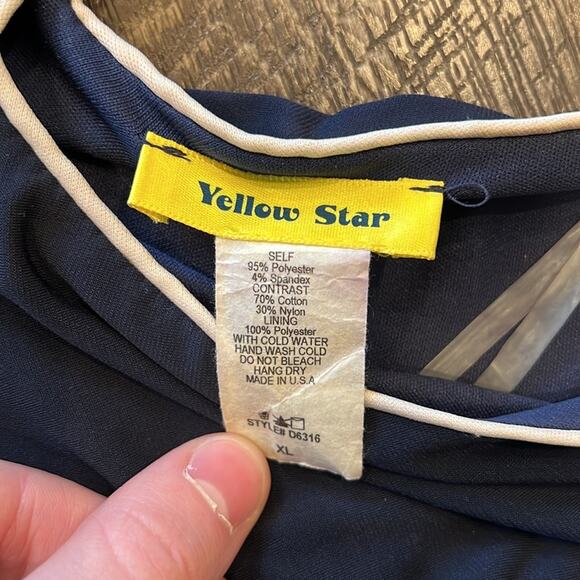 Yellow Star
SELF
95% Polyester
4% Spandex
CONTRAST
70% Cotton
30% Nylon
LINING
100% Polyester
WITH COLD WATER
HAND WASH COLD
DO NOT BLEACH
HANG DRY
MADE IN U.S.A
STYLE# D6316
XL